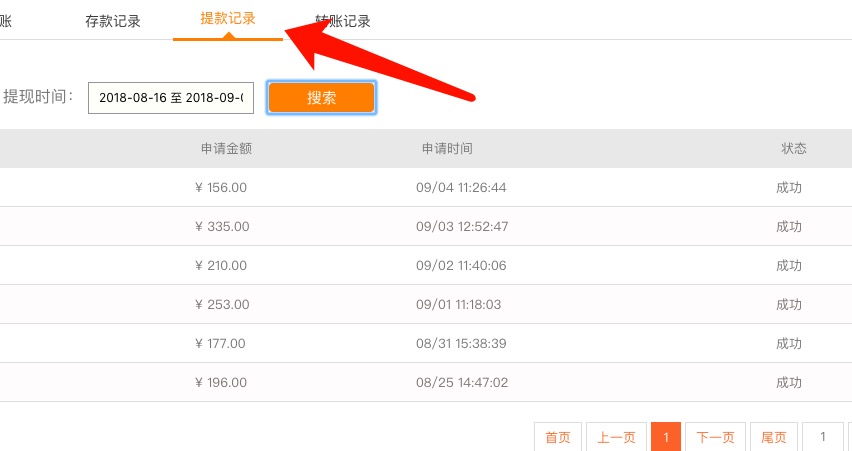 账 存款记录 提款记录 转账记录
提现时间： 2018-08-16 至 2018-09-0 搜索
申请金额 申请时间 状态
¥ 156.00 09/04 11:26:44 成功
¥ 335.00 09/03 12:52:47 成功
¥ 210.00 09/02 11:40:06 成功
¥ 253.00 09/01 11:18:03 成功
¥ 177.00 08/31 15:38:39 成功
¥ 196.00 08/25 14:47:02 成功
首页 上一页 1 下一页 尾页 1